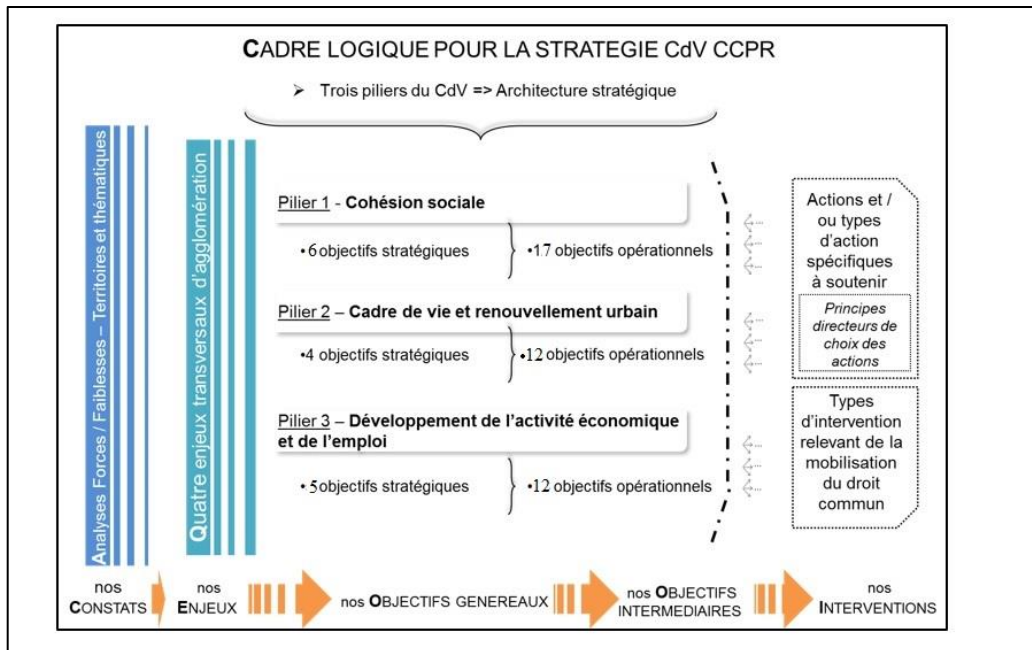 CADRE LOGIQUE POUR LA STRATEGIE CdV CCPR
➢ Trois piliers du CdV => Architecture stratégique
Analyses Forces / Faiblesses – Territoires et thématiques
Quatre enjeux transversaux d'agglomération
Pilier 1 - Cohésion sociale
•6 objectifs stratégiques
•17 objectifs opérationnels
Pilier 2 – Cadre de vie et renouvellement urbain
•4 objectifs stratégiques
•12 objectifs opérationnels
Pilier 3 – Développement de l'activité économique
et de l'emploi
•5 objectifs stratégiques
•12 objectifs opérationnels
Actions et /
ou types
d'action
spécifiques
à soutenir
Principes
directeurs de
choix des
actions
Types
d'intervention
relevant de la
mobilisation
du droit
commun
nos
CONSTATS
nos
ENJEUX
nos OBJECTIFS GENEREAUX
nos OBJECTIFS
INTERMEDIAIRES
nos
INTERVENTIONS